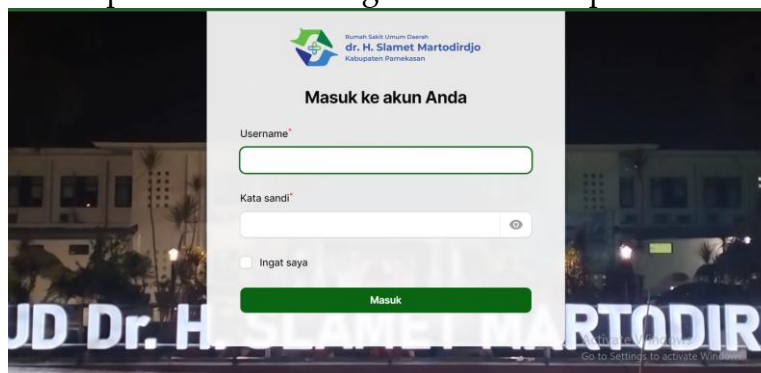 Rumah Sakit Umum Daerah
dr. H. Slamet Martodirdjo
Kabupaten Pamekasan
Masuk ke akun Anda
Username*
Kata sandi*
Ingat saya
Masuk
UD Dr. H. SLAMET MARTODIR
Activate Windows
Go to Settings to activate Windows.